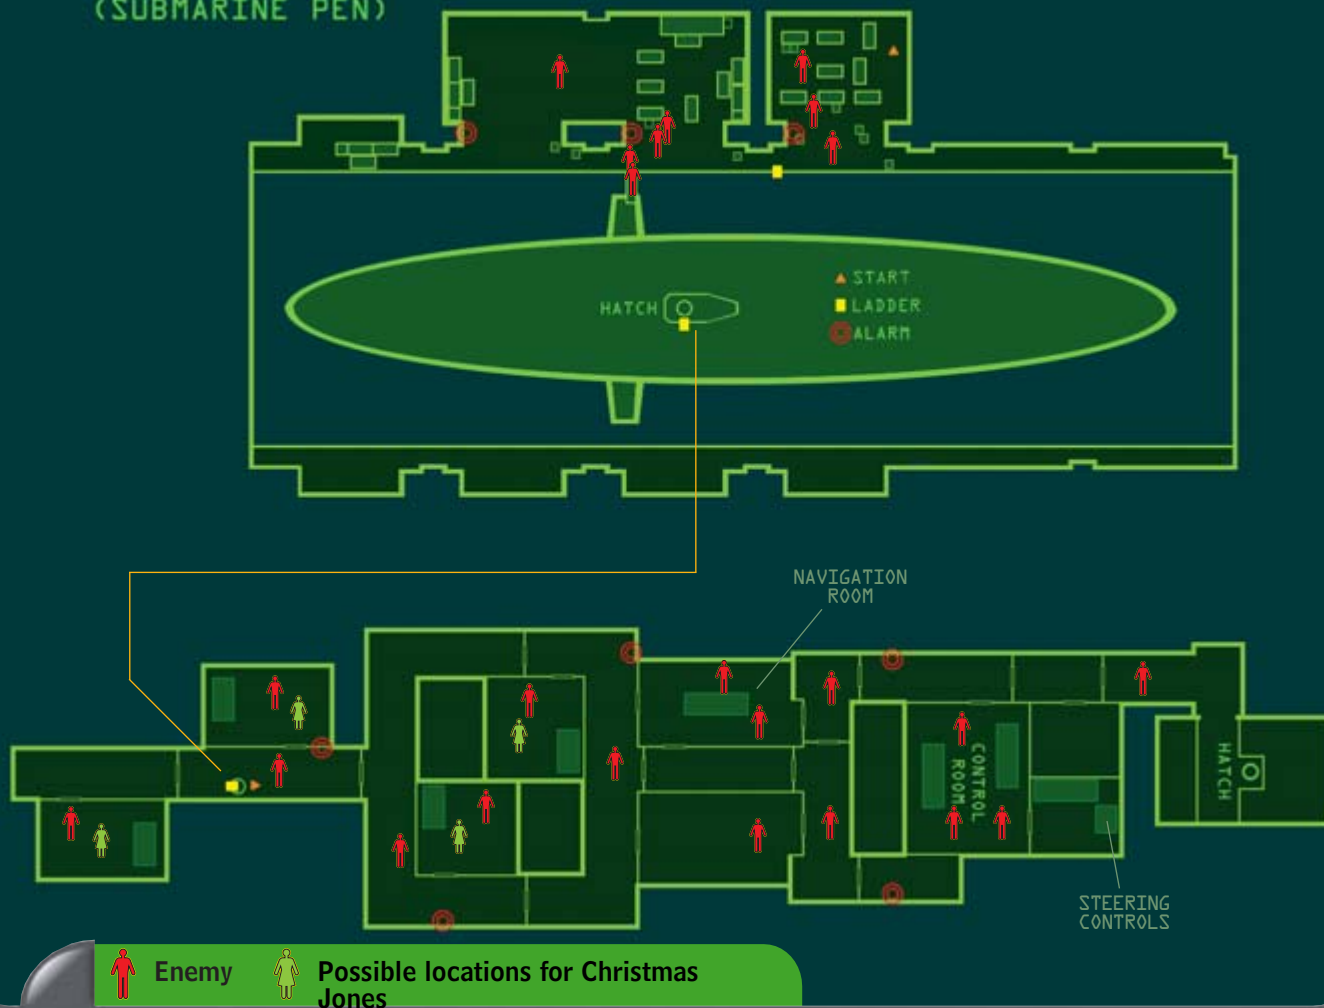 (SUBMARINE PEN)
START
HATCH
LADDER
ALARM
NAVIGATION
ROOM
CONTROL
ROOM
HATCH
STEERING
CONTROLS
Enemy
Possible locations for Christmas
Jones